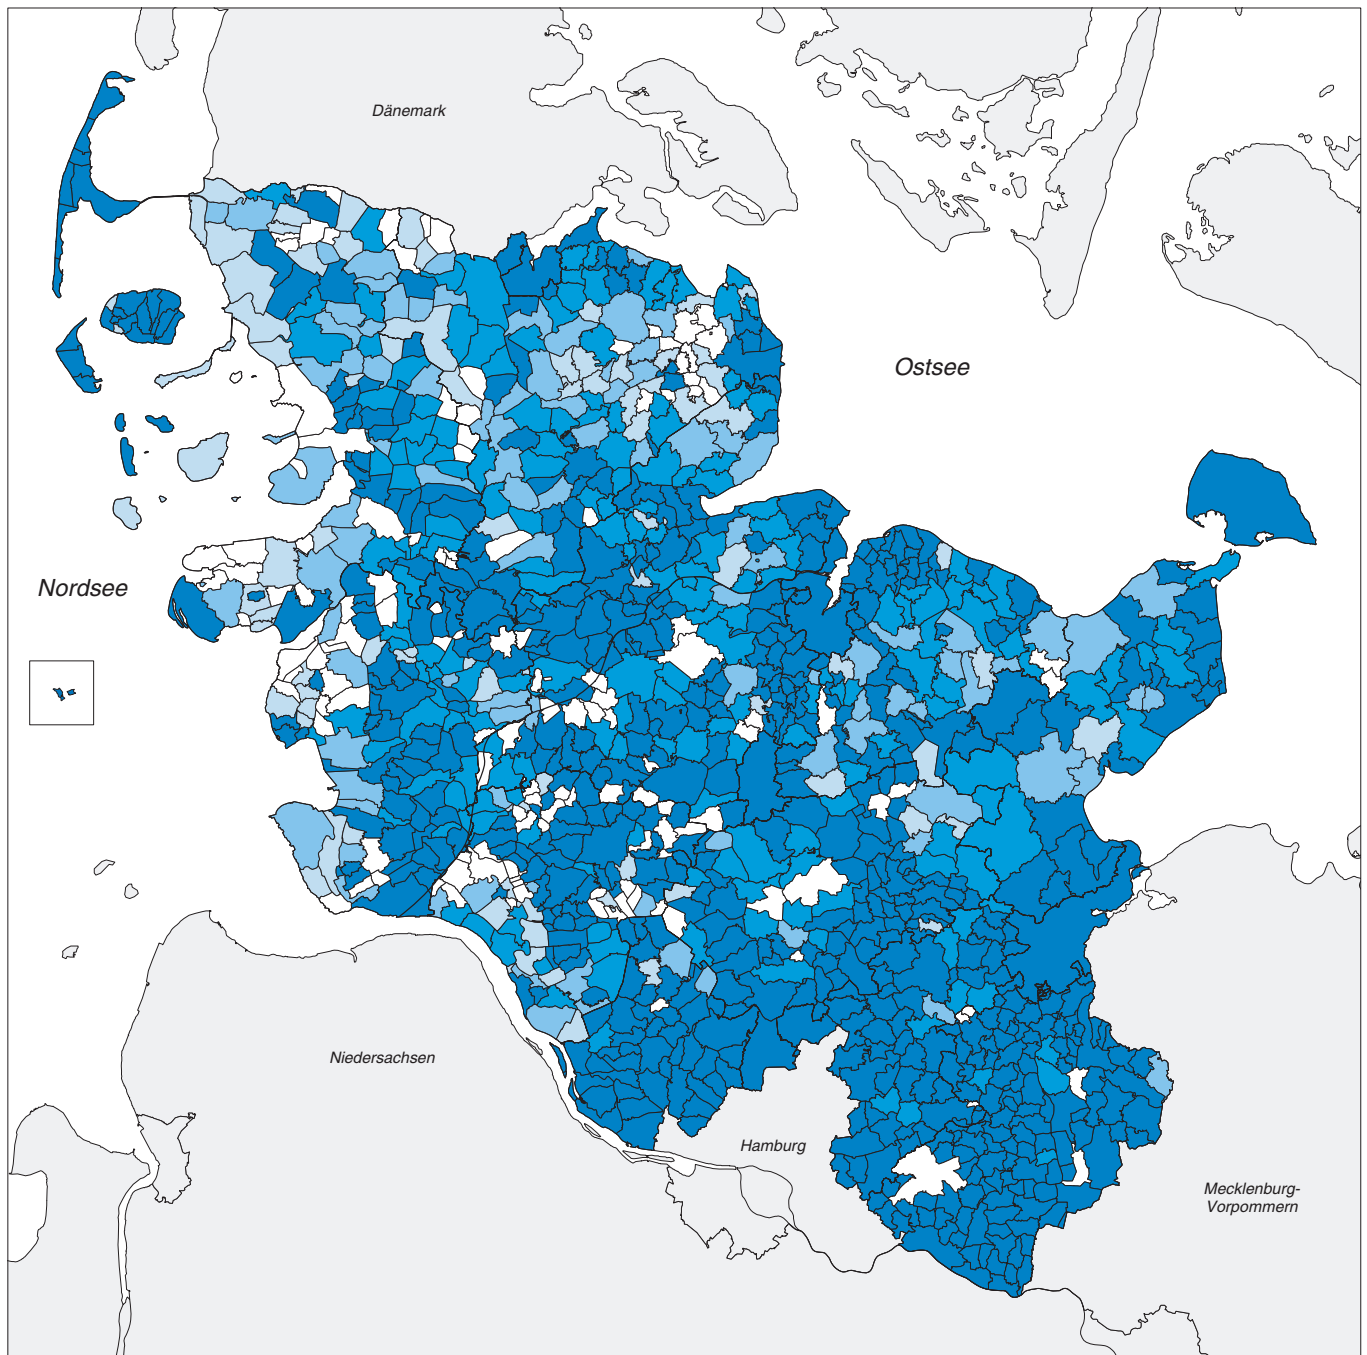 Dänemark
Ostsee
Nordsee
Niedersachsen
Hamburg
Mecklenburg-
Vorpommern